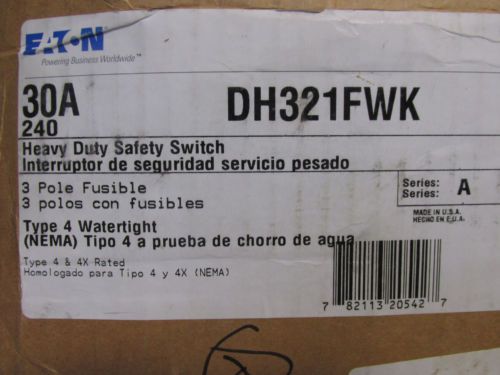 EATON
Powering Business Worldwide™
30A
240
DH321FWK
Heavy Duty Safety Switch
Interruptor de seguridad servicio pesado
3 Pole Fusible
3 polos con fusibles
Series: A
Series:
MADE IN U.S.A.
HECHO EN E.U.A.
Type 4 Watertight
(NEMA) Tipo 4 a prueba de chorro de agua
Type 4 & 4X Rated
Homologado para Tipo 4 y 4X (NEMA)
7 82113 20542 7